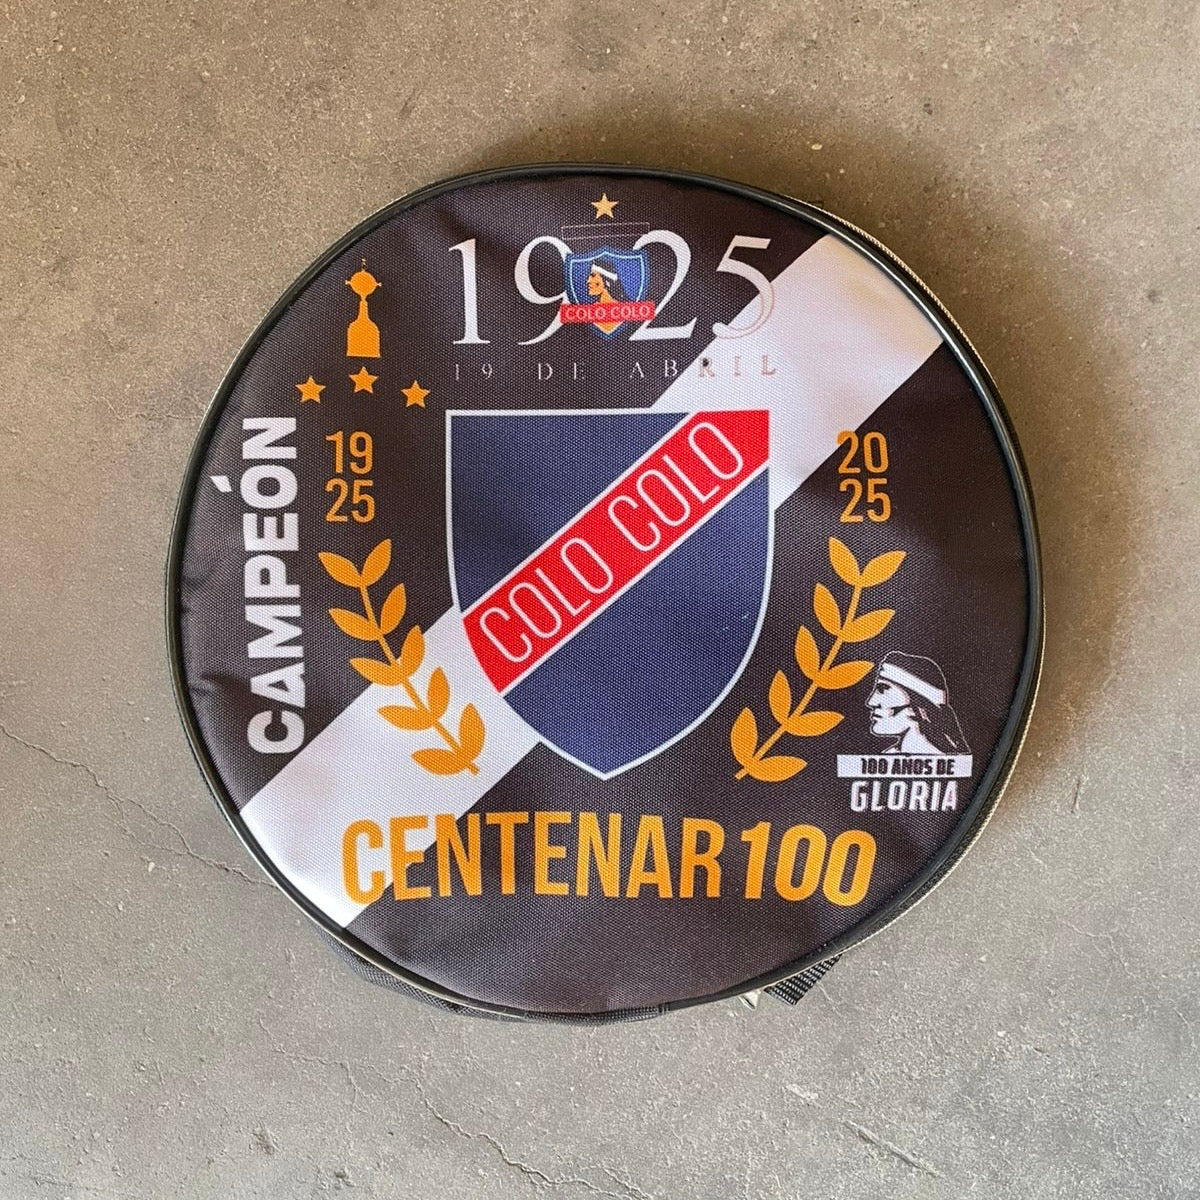 1925
COLO COLO
19 DE ABRIL
CAMPEÓN
19
25
20
25
COLO COLO
100 AÑOS DE
GLORIA
CENTENAR100